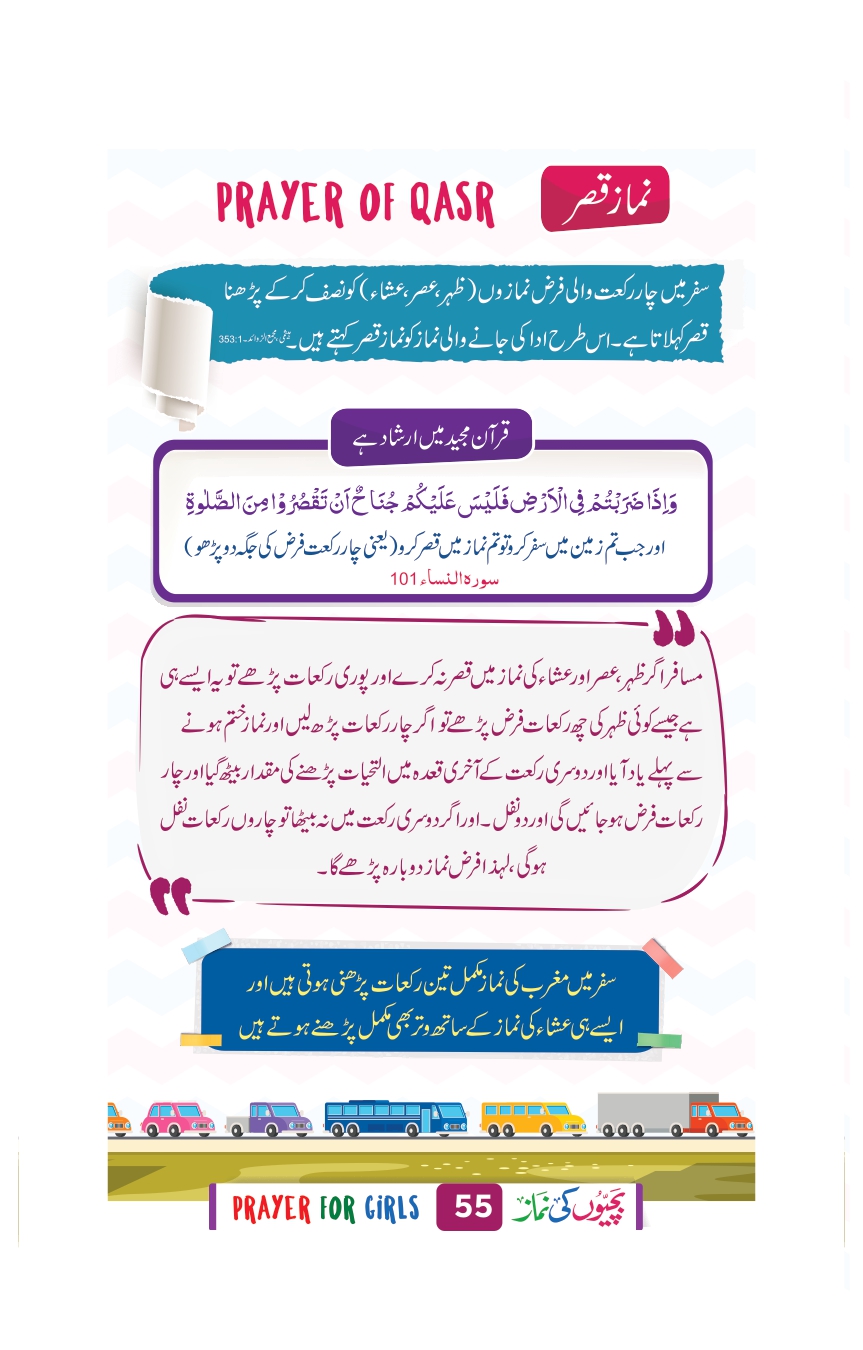 PRAYER OF QASR
نماز قصر
سفر میں چار رکعت والی فرض نمازوں (ظہر، عصر، عشاء) کو نصف کر کے پڑھنا
قصر کہلاتا ہے۔ اس طرح ادا کی جانے والی نماز کو نماز قصر کہتے ہیں۔ ہیثمی، مجمع الزوائد۔ 353:1
قرآن مجید میں ارشاد ہے
وَاِذَا ضَرَبْتُمْ فِی الْاَرْضِ فَلَیْسَ عَلَیْکُمْ جُنَاحٌ اَنْ تَقْصُرُوْا مِنَ الصَّلٰوةِ
اور جب تم زمین میں سفر کرو تو تم نماز میں قصر کرو (یعنی چار رکعت فرض کی جگہ دو پڑھو)
سورہ النساء 101
مسافر اگر ظہر، عصر اور عشاء کی نماز میں قصر نہ کرے اور پوری رکعات پڑھے تو یہ ایسے ہی
ہے جیسے کوئی ظہر کی چھ رکعات فرض پڑھے تو اگر چار رکعات پڑھ لیں اور نماز ختم ہونے
سے پہلے یاد آیا اور دوسری رکعت کے آخری قعدہ میں التحیات پڑھنے کی مقدار بیٹھ گیا اور چار
رکعات فرض ہو جائیں گی اور دو نفل۔ اور اگر دوسری رکعت میں نہ بیٹھا تو چاروں رکعات نفل
ہوگی، لہذا فرض نماز دوبارہ پڑھے گا۔
سفر میں مغرب کی نماز مکمل تین رکعات پڑھنی ہوتی ہیں اور
ایسے ہی عشاء کی نماز کے ساتھ وتر بھی مکمل پڑھنے ہوتے ہیں
PRAYER FOR GiRLS
55
بچیّوں کی نماز